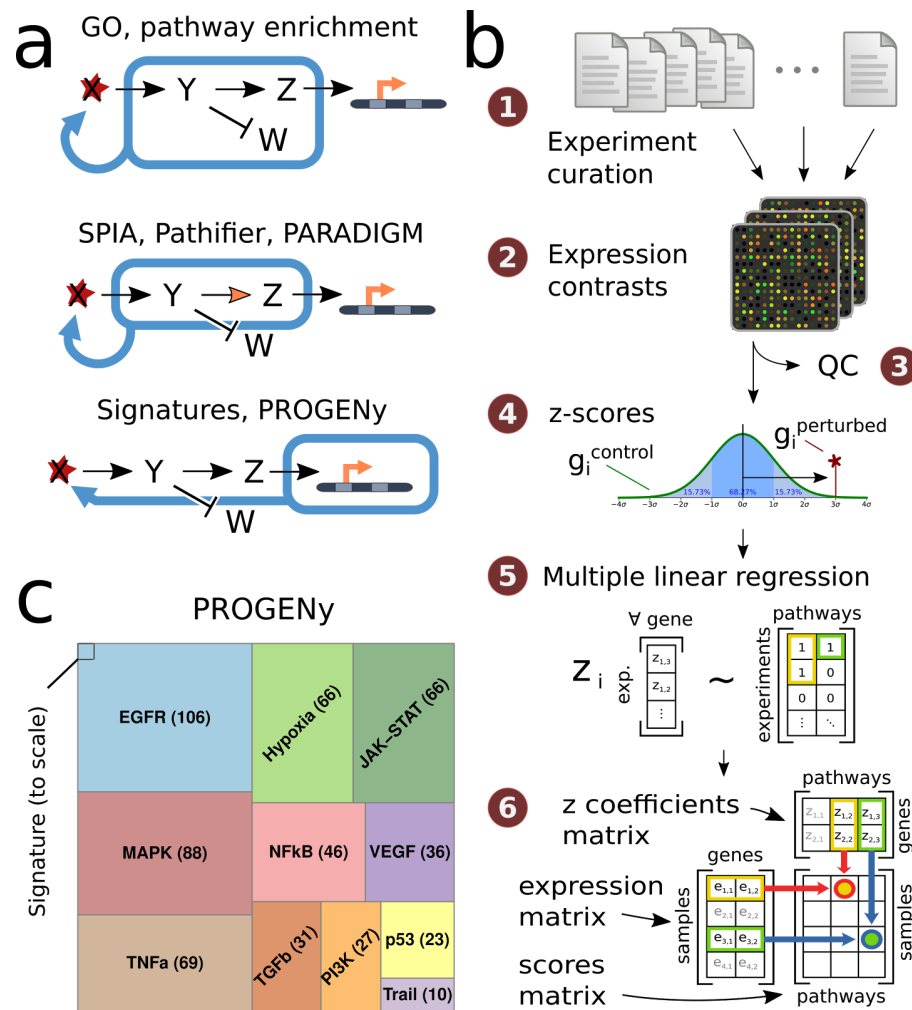 a
GO, pathway enrichment
X Y Z
W
SPIA, Pathifier, PARADIGM
X Y Z
W
Signatures, PROGENy
X Y Z
W
b
1
Experiment
curation
2
Expression
contrasts
QC 3
4 z-scores
g_i^control
g_i^perturbed
15.73% 68.27% 15.73%
−4σ −3σ −2σ −1σ 0σ 1σ 2σ 3σ 4σ
5 Multiple linear regression
∀ gene
pathways
z_i
exp.
z_1,3
z_1,2
⋮
~
experiments
1 1
1 0
0 0
⋮ ⋱
6
z coefficients
matrix
pathways
z_1,1 z_1,2 z_1,3
z_2,1 z_2,2 z_2,3
genes
expression
matrix
genes
samples
e_1,1 e_1,2
e_2,1 e_2,2
e_3,1 e_3,2
e_4,1 e_4,2
samples
scores
matrix
pathways
c
PROGENy
Signature (to scale)
EGFR (106)
Hypoxia (66)
JAK−STAT (66)
MAPK (88)
NFkB (46)
VEGF (36)
TNFa (69)
TGFb (31)
PI3K (27)
p53 (23)
Trail (10)